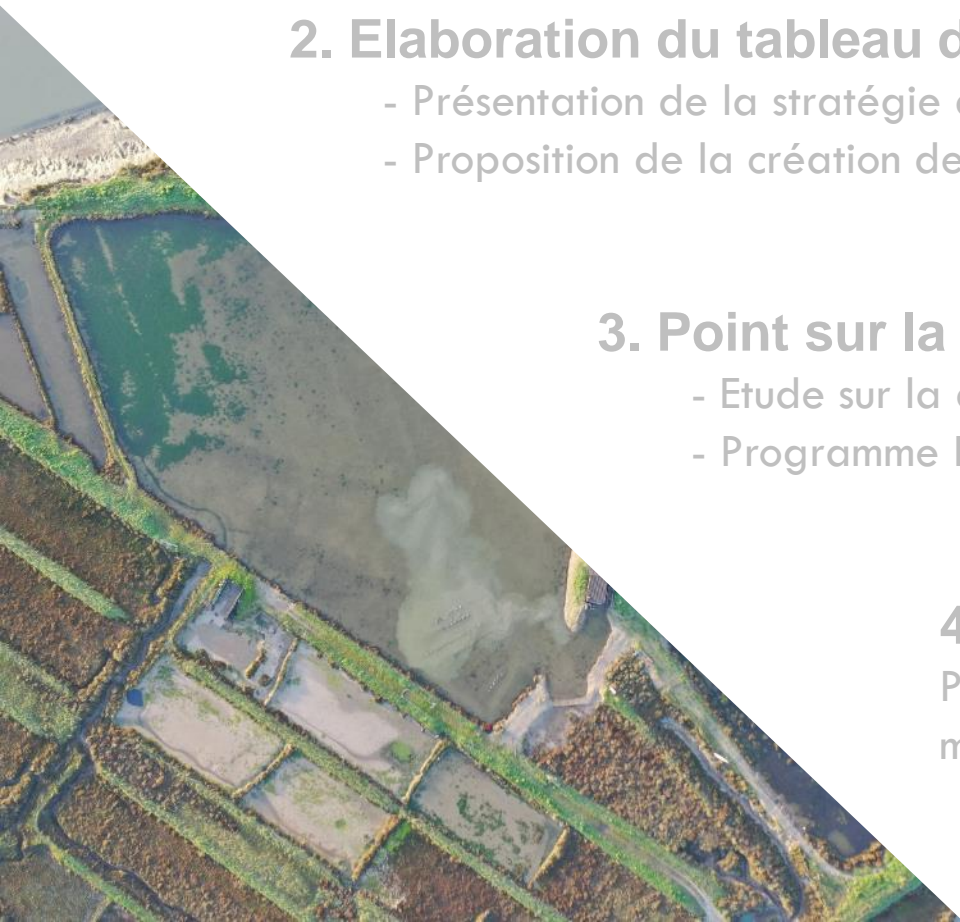 2. Elaboration du tableau
- Présentation de la stratégie
- Proposition de la création de
3. Point sur la
- Etude sur la
- Programme
4
P
m